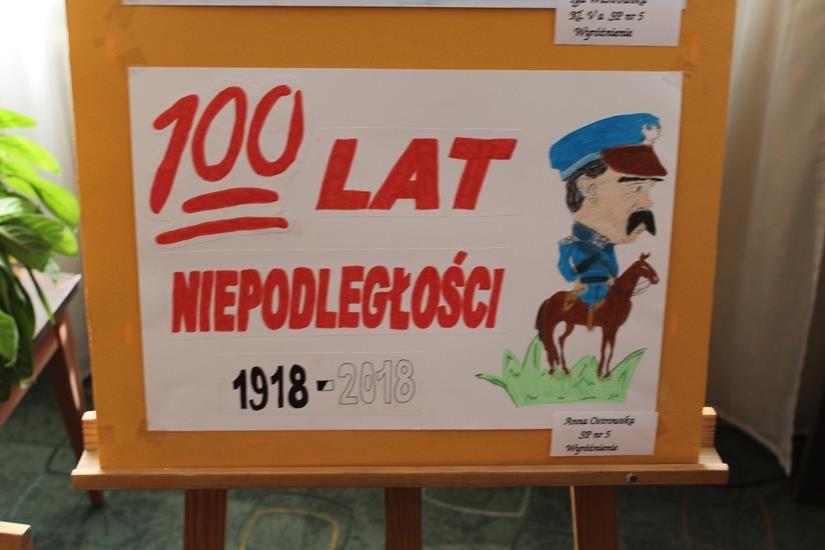 Kl. V a SP nr 5
Wyróżnienie
100 LAT
NIEPODLEGŁOŚCI
1918-2018
Anna Ostrowska
SP nr 5
Wyróżnienie